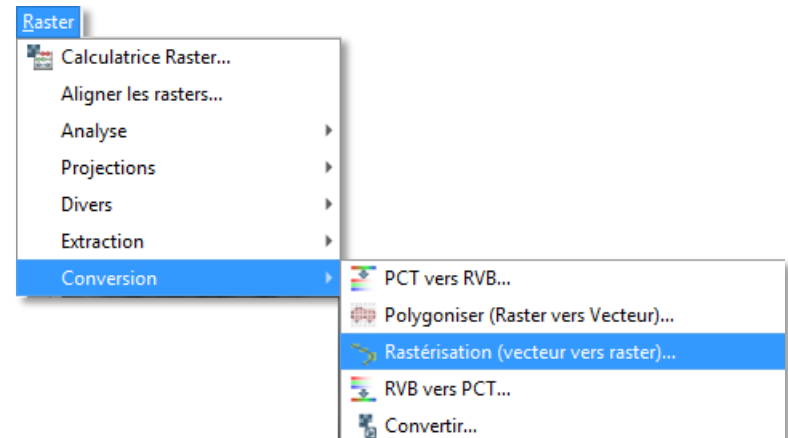 Raster
Calculatrice Raster...
Aligner les rasters...
Analyse
Projections
Divers
Extraction
Conversion
PCT vers RVB...
Polygoniser (Raster vers Vecteur)...
Rastérisation (vecteur vers raster)...
RVB vers PCT...
Convertir...